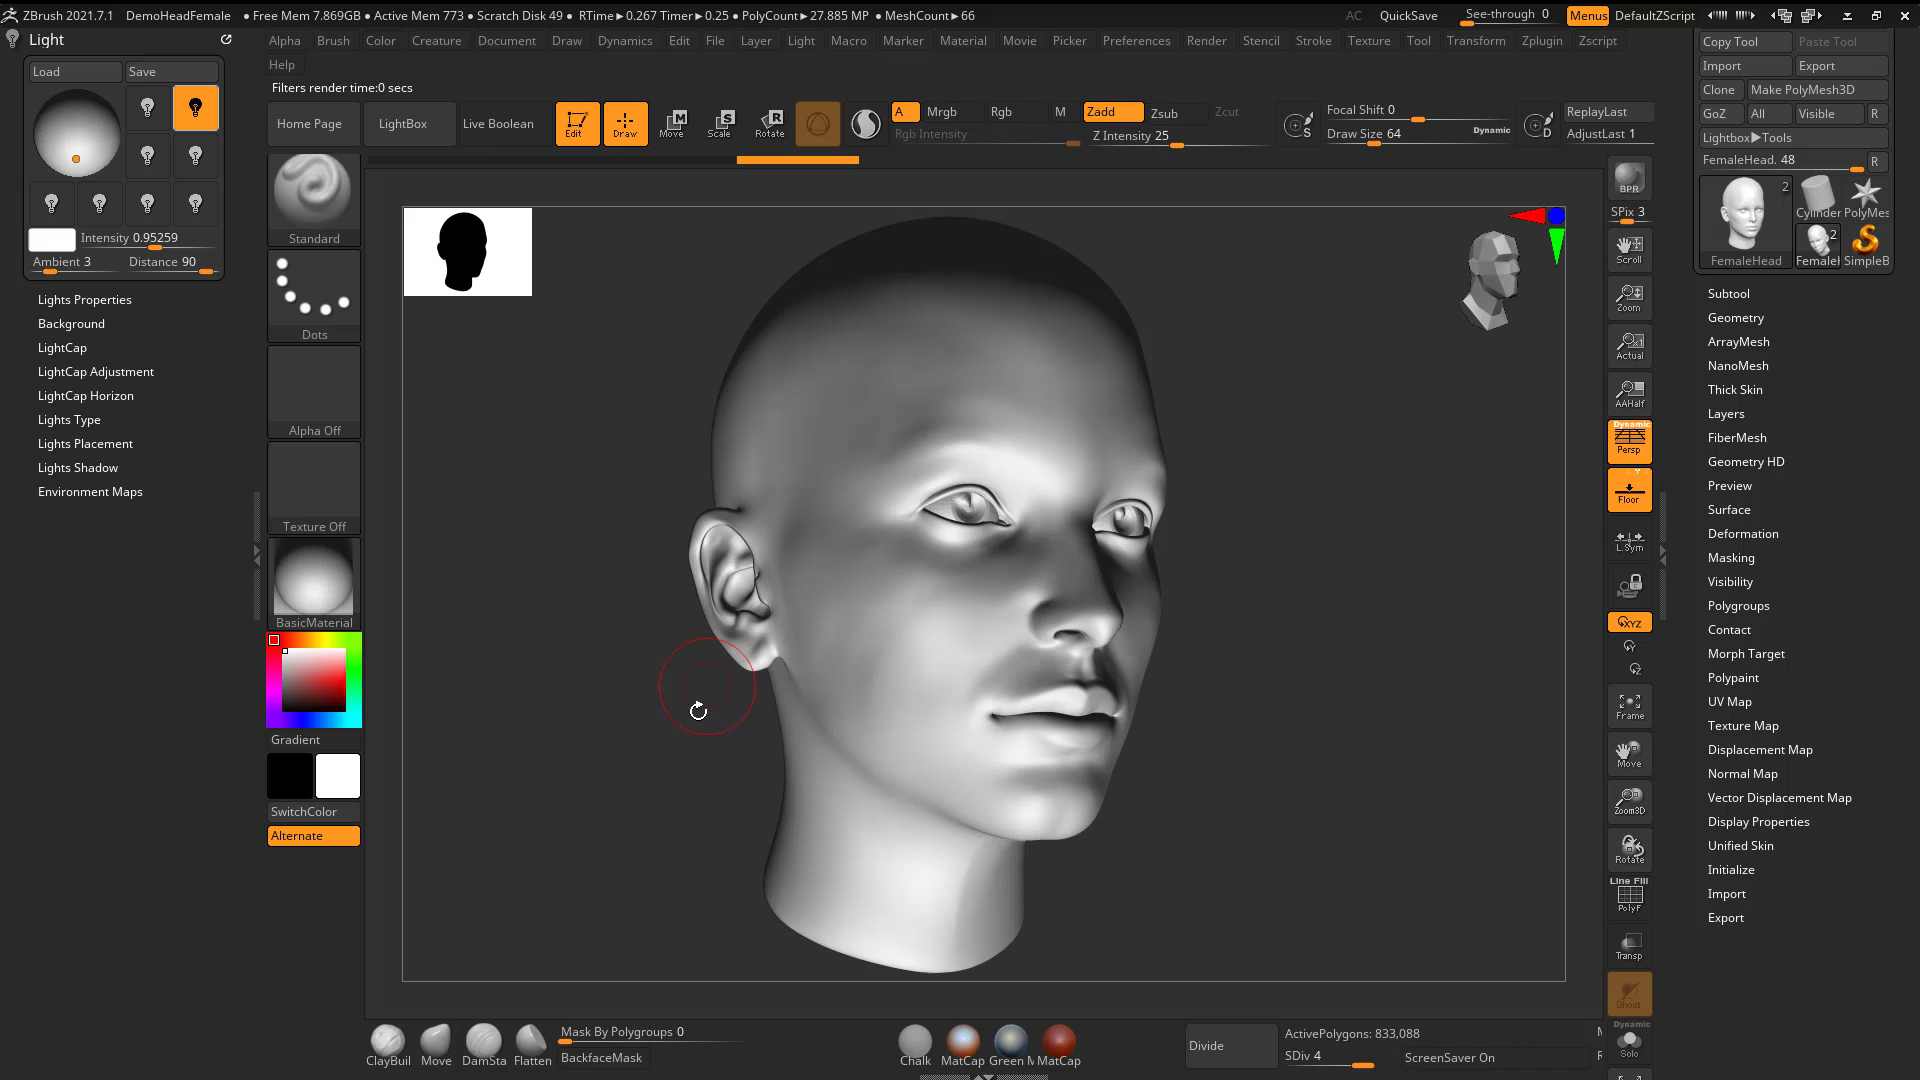 ZBrush 2021.7.1 DemoHeadFemale • Free Mem 7.869GB • Active Mem 773 • Scratch Disk 49 • RTime►0.267 Timer►0.25 • PolyCount►27.885 MP • MeshCount►66
AC QuickSave See-through 0 Menus DefaultZScript
Light
Alpha Brush Color Creature Document Draw Dynamics Edit File Layer Light Macro Marker Material Movie Picker Preferences Render Stencil Stroke Texture Tool Transform Zplugin Zscript
Help
Filters render time:0 secs
Load Save
Intensity 0.95259
Ambient 3 Distance 90
Lights Properties
Background
LightCap
LightCap Adjustment
LightCap Horizon
Lights Type
Lights Placement
Lights Shadow
Environment Maps
Home Page LightBox Live Boolean Edit Draw Move Scale Rotate
M S R
A Mrgb Rgb M Zadd Zsub Zcut
Rgb Intensity Z Intensity 25
S Focal Shift 0
Draw Size 64 Dynamic
D ReplayLast
AdjustLast 1
Standard
Dots
Alpha Off
Texture Off
BasicMaterial
Gradient
SwitchColor
Alternate
BPR
SPix 3
Scroll
Zoom
Actual
AAHalf
Dynamic
Persp
Floor
L.Sym
XYZ
Y
Z
Frame
Move
Zoom3D
Rotate
Line Fill
PolyF
Transp
Ghost
Dynamic
Solo
Copy Tool Paste Tool
Import Export
Clone Make PolyMesh3D
GoZ All Visible R
Lightbox►Tools
FemaleHead. 48 R
2
Cylinder PolyMes
2
FemaleHead FemaleH SimpleB
Subtool
Geometry
ArrayMesh
NanoMesh
Thick Skin
Layers
FiberMesh
Geometry HD
Preview
Surface
Deformation
Masking
Visibility
Polygroups
Contact
Morph Target
Polypaint
UV Map
Texture Map
Displacement Map
Normal Map
Vector Displacement Map
Display Properties
Unified Skin
Initialize
Import
Export
ClayBuil Move DamSta Flatten
Mask By Polygroups 0
BackfaceMask
Chalk MatCap Green M MatCap
Divide
ActivePolygons: 833,088
SDiv 4 ScreenSaver On